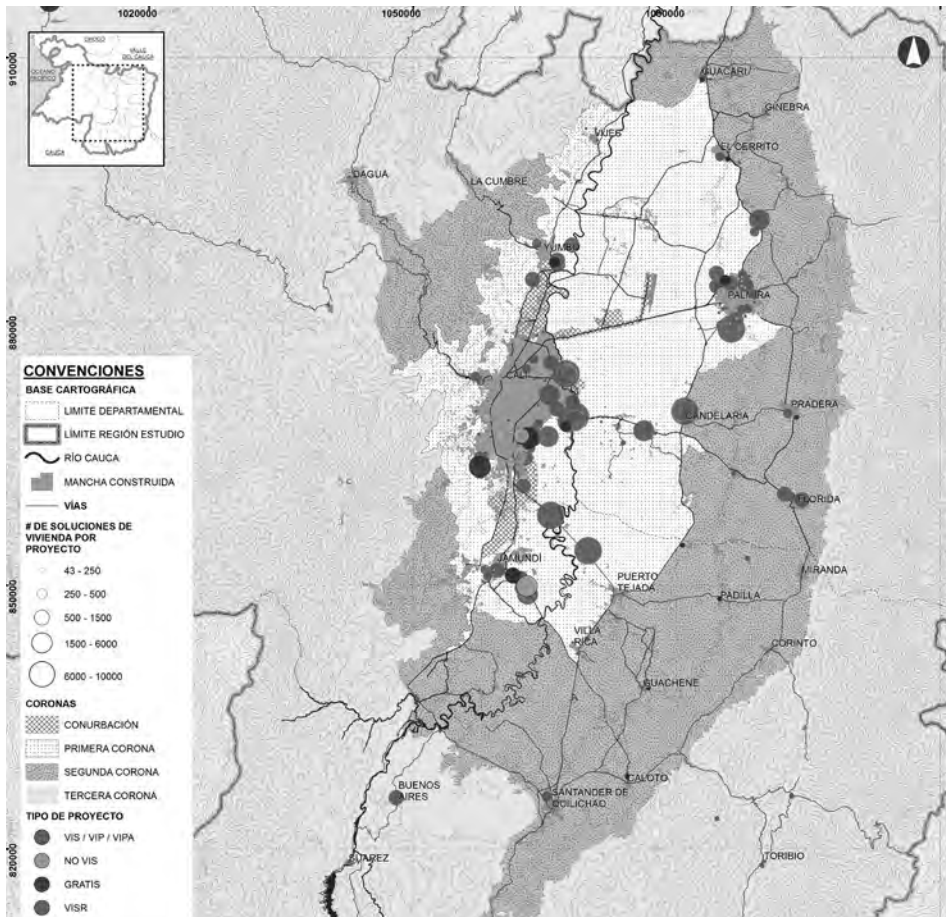 1020000
1050000
1080000
910000
880000
850000
820000
CHOCÓ
VALLE
DEL CAUCA
OCEANO
PACIFICO
CAUCA
GUACARI
GINEBRA
VIJES
EL CERRITO
DAGUA
LA CUMBRE
YUMBO
PALMIRA
CANDELARIA
PRADERA
FLORIDA
JAMUNDÍ
PUERTO
TEJADA
MIRANDA
PADILLA
VILLA
RICA
CORINTO
GUACHENE
CALOTO
BUENOS
AIRES
SANTANDER DE
QUILICHAO
SUAREZ
TORIBIO
CONVENCIONES
BASE CARTOGRÁFICA
LIMITE DEPARTAMENTAL
LÍMITE REGIÓN ESTUDIO
RÍO CAUCA
MANCHA CONSTRUIDA
VÍAS
# DE SOLUCIONES DE
VIVIENDA POR
PROYECTO
43 - 250
250 - 500
500 - 1500
1500 - 6000
6000 - 10000
CORONAS
CONURBACIÓN
PRIMERA CORONA
SEGUNDA CORONA
TERCERA CORONA
TIPO DE PROYECTO
VIS / VIP / VIPA
NO VIS
GRATIS
VISR